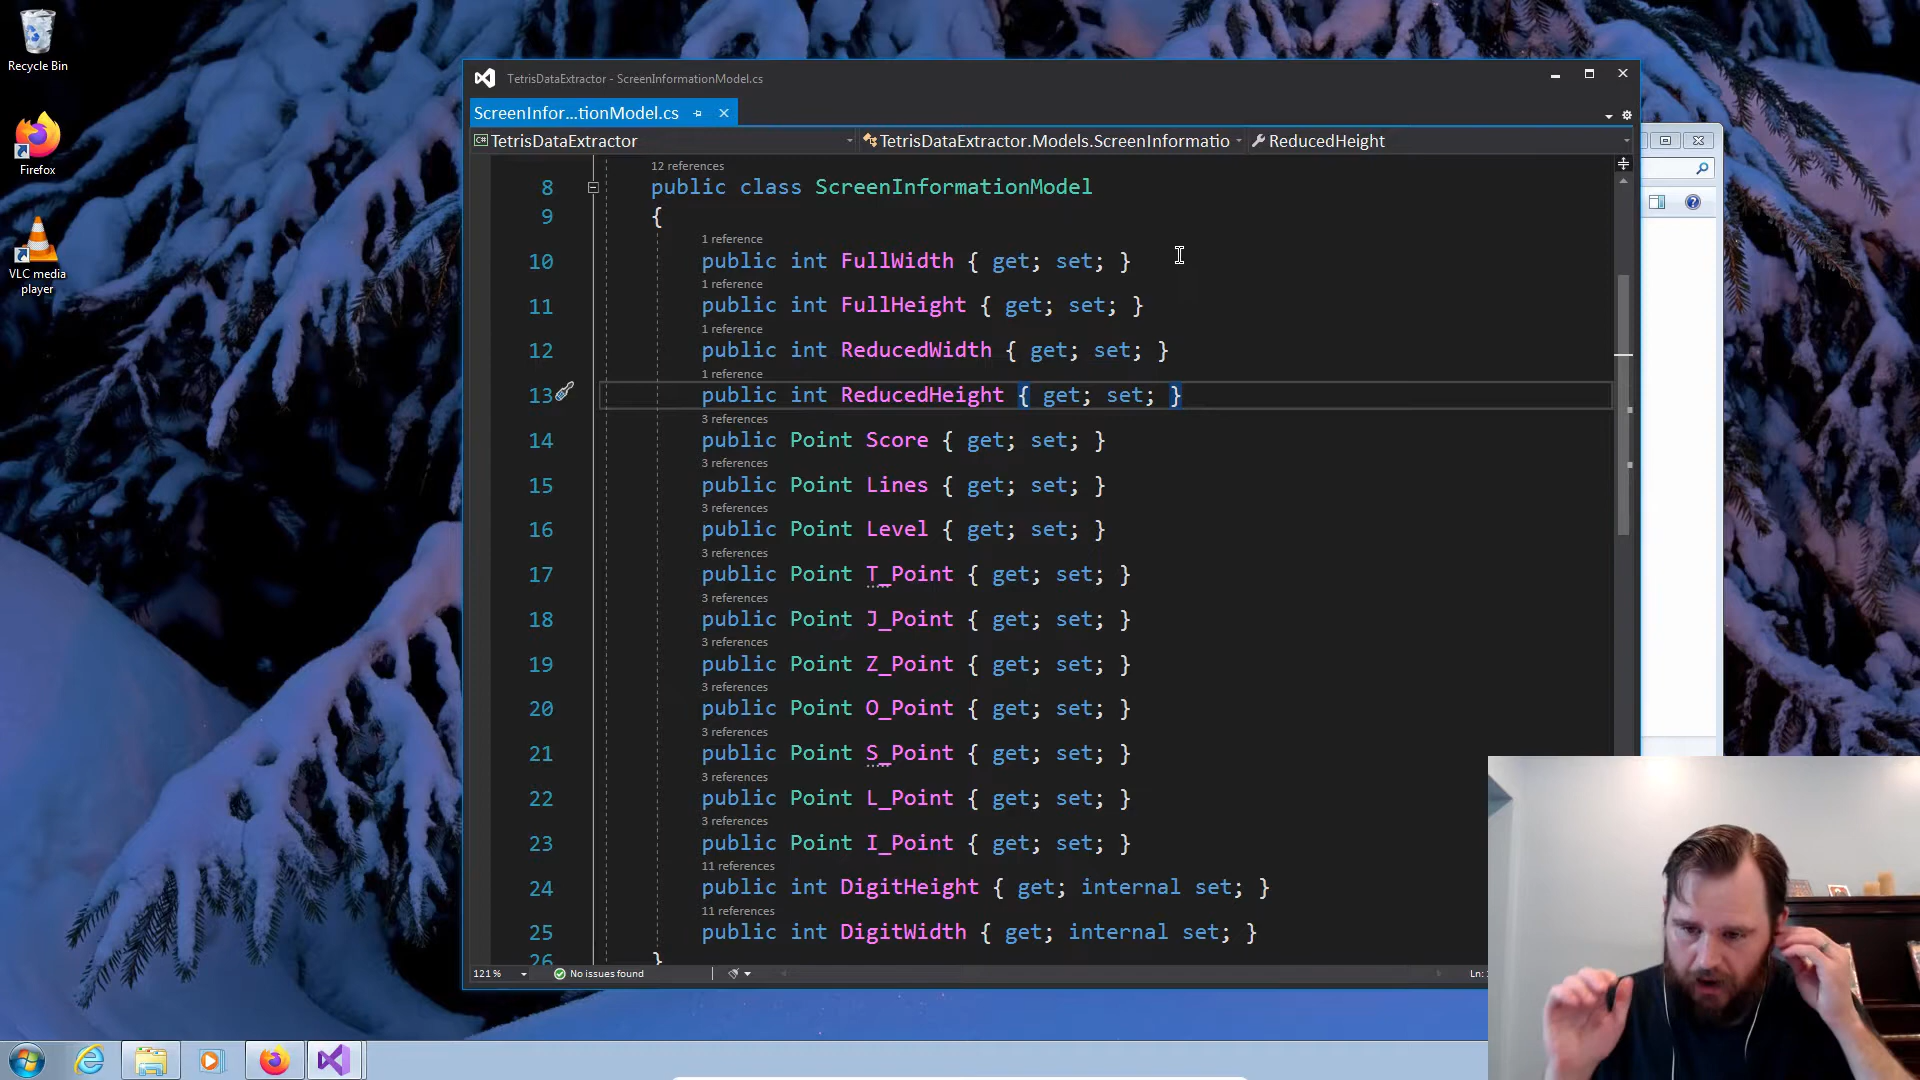 Recycle Bin
Firefox
VLC media
player
TetrisDataExtractor - ScreenInformationModel.cs
ScreenInfor...tionModel.cs
TetrisDataExtractor
TetrisDataExtractor.Models.ScreenInformatio
ReducedHeight
12 references
8 public class ScreenInformationModel
9 {
1 reference
10 public int FullWidth { get; set; }
1 reference
11 public int FullHeight { get; set; }
1 reference
12 public int ReducedWidth { get; set; }
1 reference
13 public int ReducedHeight { get; set; }
3 references
14 public Point Score { get; set; }
3 references
15 public Point Lines { get; set; }
3 references
16 public Point Level { get; set; }
3 references
17 public Point T_Point { get; set; }
3 references
18 public Point J_Point { get; set; }
3 references
19 public Point Z_Point { get; set; }
3 references
20 public Point O_Point { get; set; }
3 references
21 public Point S_Point { get; set; }
3 references
22 public Point L_Point { get; set; }
3 references
23 public Point I_Point { get; set; }
11 references
24 public int DigitHeight { get; internal set; }
11 references
25 public int DigitWidth { get; internal set; }
26 }
121 %
No issues found
Ln: